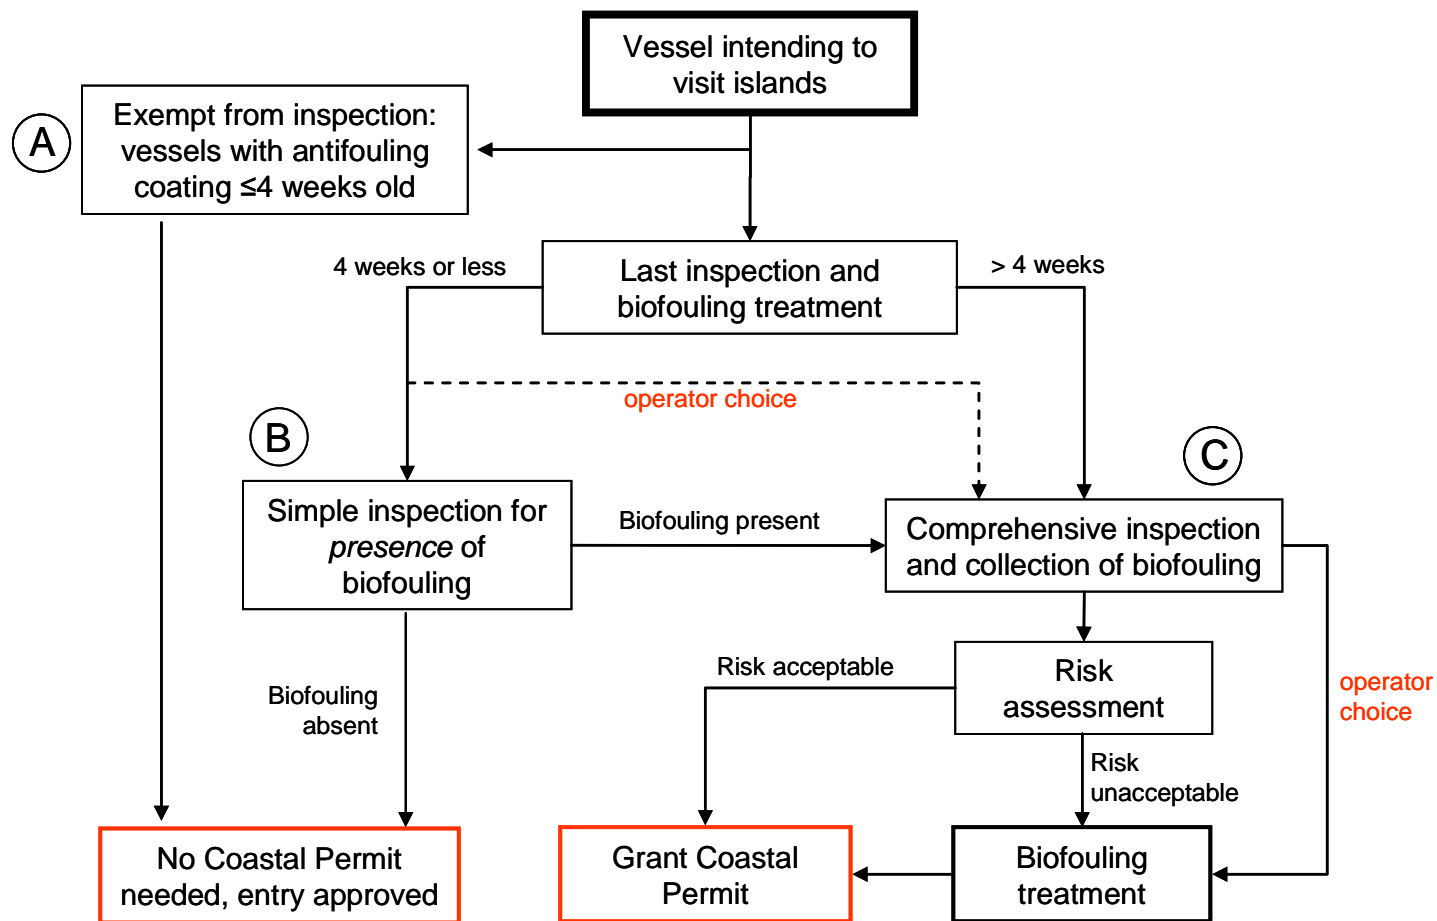 Vessel intending to
visit islands
A
Exempt from inspection:
vessels with antifouling
coating ≤4 weeks old
4 weeks or less
Last inspection and
biofouling treatment
> 4 weeks
operator choice
B
C
Simple inspection for
presence of
biofouling
Biofouling present
Comprehensive inspection
and collection of biofouling
Risk acceptable
Risk
assessment
Biofouling
absent
operator
choice
Risk
unacceptable
No Coastal Permit
needed, entry approved
Grant Coastal
Permit
Biofouling
treatment